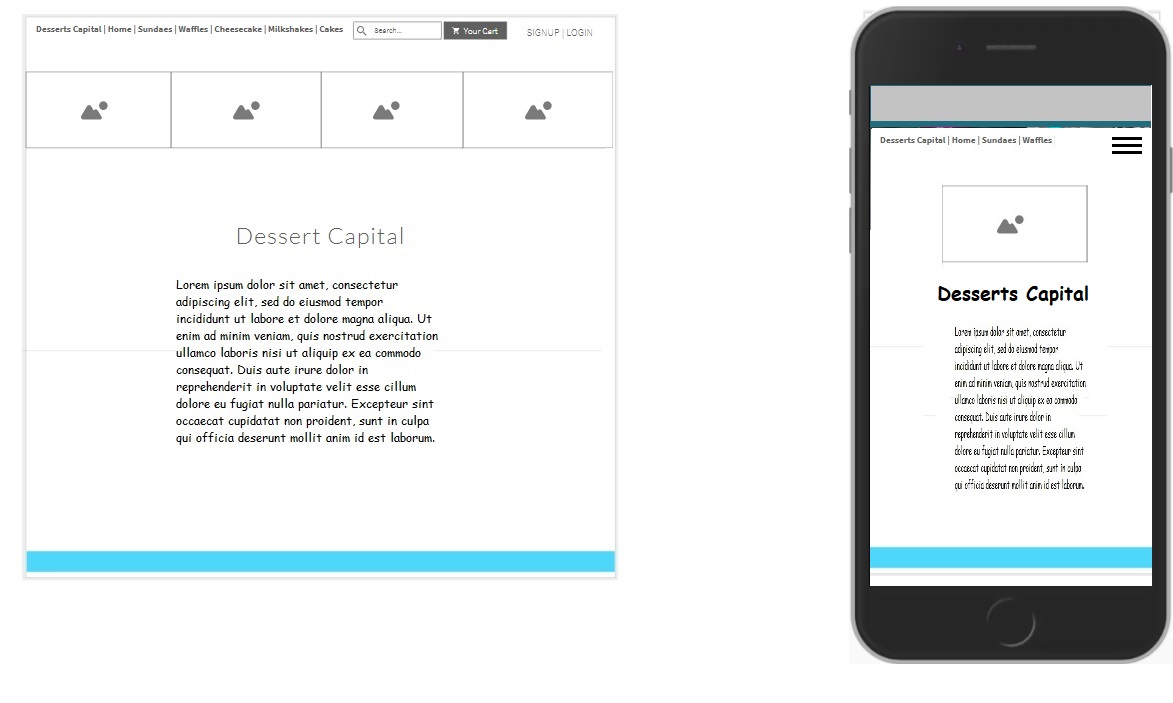 Desserts Capital | Home | Sundaes | Waffles | Cheesecake | Milkshakes | Cakes
Search...
Your Cart
SIGNUP | LOGIN
Dessert Capital
Lorem ipsum dolor sit amet, consectetur
adipiscing elit, sed do eiusmod tempor
incididunt ut labore et dolore magna aliqua. Ut
enim ad minim veniam, quis nostrud exercitation
ullamco laboris nisi ut aliquip ex ea commodo
consequat. Duis aute irure dolor in
reprehenderit in voluptate velit esse cillum
dolore eu fugiat nulla pariatur. Excepteur sint
occaecat cupidatat non proident, sunt in culpa
qui officia deserunt mollit anim id est laborum.
Desserts Capital | Home | Sundaes | Waffles
Desserts Capital
Lorem ipsum dolor sit amet, consectetur
adipiscing elit, sed do eiusmod tempor
incididunt ut labore et dolore magna aliqua. Ut
enim ad minim veniam, quis nostrud exercitation
ullamco laboris nisi ut aliquip ex ea commodo
consequat. Duis aute irure dolor in
reprehenderit in voluptate velit esse cillum
dolore eu fugiat nulla pariatur. Excepteur sint
occaecat cupidatat non proident, sunt in culpa
qui officia deserunt mollit anim id est laborum.